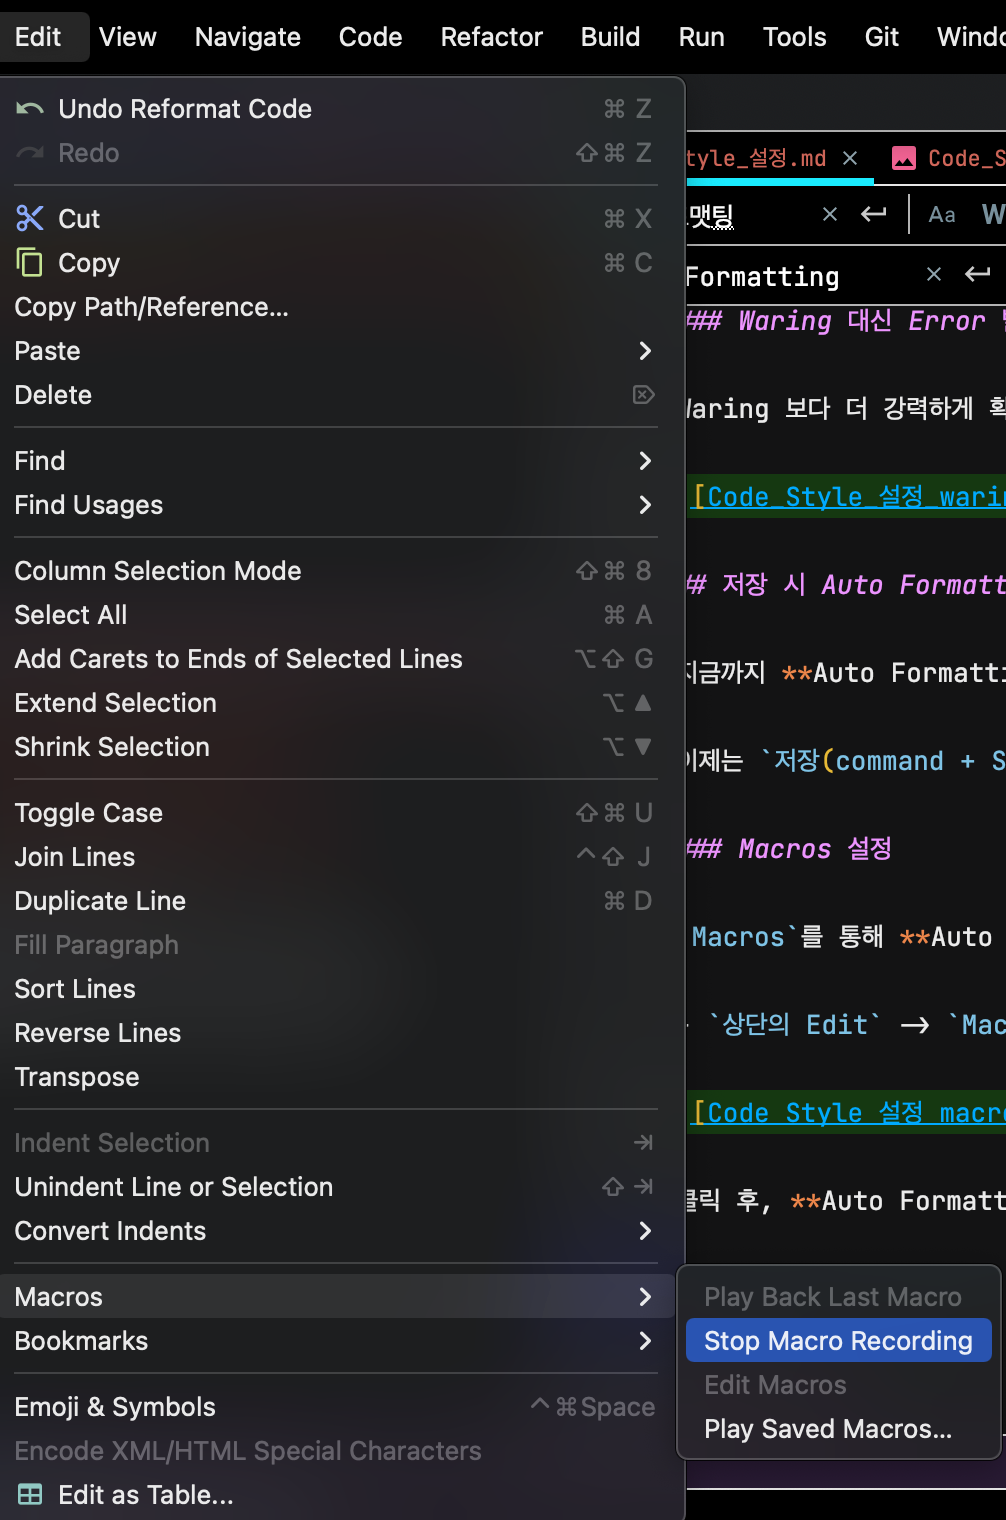 Edit View Navigate Code Refactor Build Run Tools Git
Undo Reformat Code ⌘ Z
Redo ⇧⌘ Z
Cut ⌘ X
Copy ⌘ C
Copy Path/Reference...
Paste
Delete
Find
Find Usages
Column Selection Mode ⇧⌘ 8
Select All ⌘ A
Add Carets to Ends of Selected Lines ⌥⇧ G
Extend Selection ⌥ ▲
Shrink Selection ⌥ ▼
Toggle Case ⇧⌘ U
Join Lines ^⇧ J
Duplicate Line ⌘ D
Fill Paragraph
Sort Lines
Reverse Lines
Transpose
Indent Selection ⇥
Unindent Line or Selection ⇧⇥
Convert Indents
Macros
Bookmarks
Emoji & Symbols ^⌘Space
Encode XML/HTML Special Characters
Edit as Table...
Play Back Last Macro
Stop Macro Recording
Edit Macros
Play Saved Macros...
tyle_설정.md × Code_S
맷팅 × ↵ Aa W
Formatting × ↵
### Waring 대신 Error
Waring 보다 더 강력하게
[Code_Style_설정_warin
## 저장 시 Auto Formatt
지금까지 **Auto Formatti
이제는 `저장(command + S
### Macros 설정
Macros`를 통해 **Auto
`상단의 Edit` -> `Mac
[Code_Style_설정_macro
클릭 후, **Auto Formatt